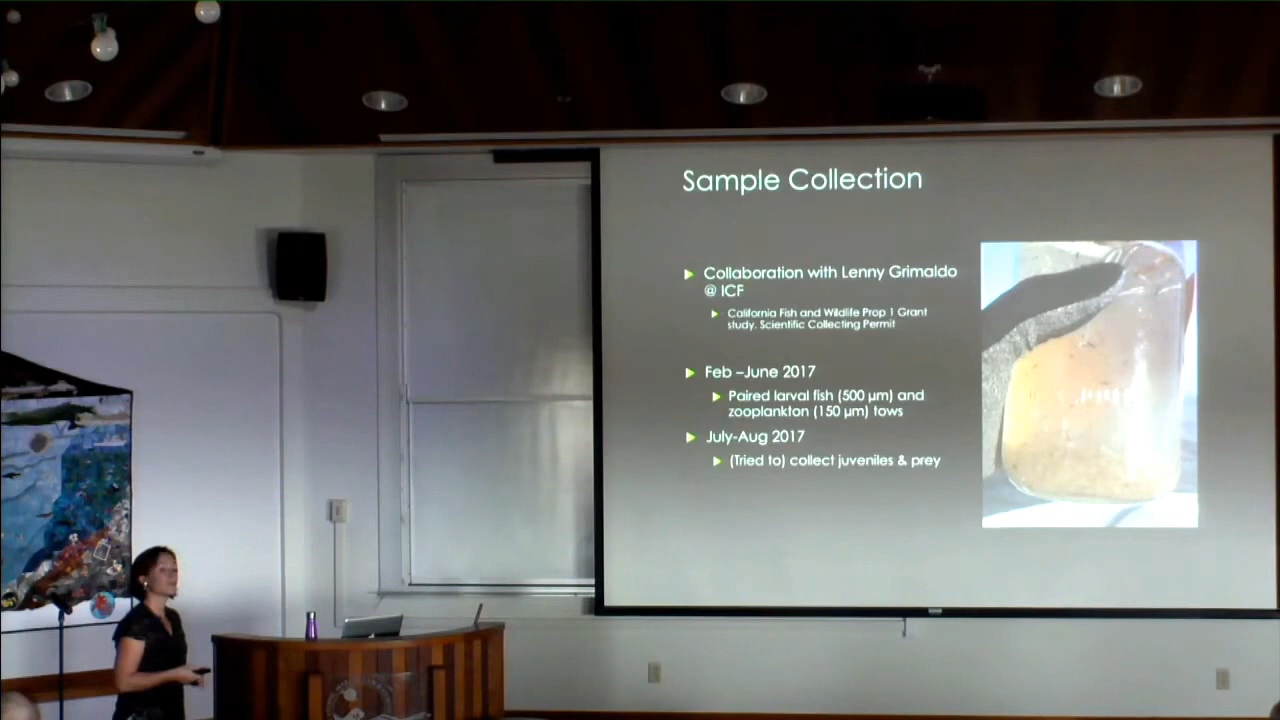 Sample Collection
Collaboration with Lenny Grimaldo
@ ICF
California Fish and Wildlife Prop 1 Grant
study. Scientific Collecting Permit
Feb –June 2017
Paired larval fish (500 µm) and
zooplankton (150 µm) tows
July-Aug 2017
(Tried to) collect juveniles & prey